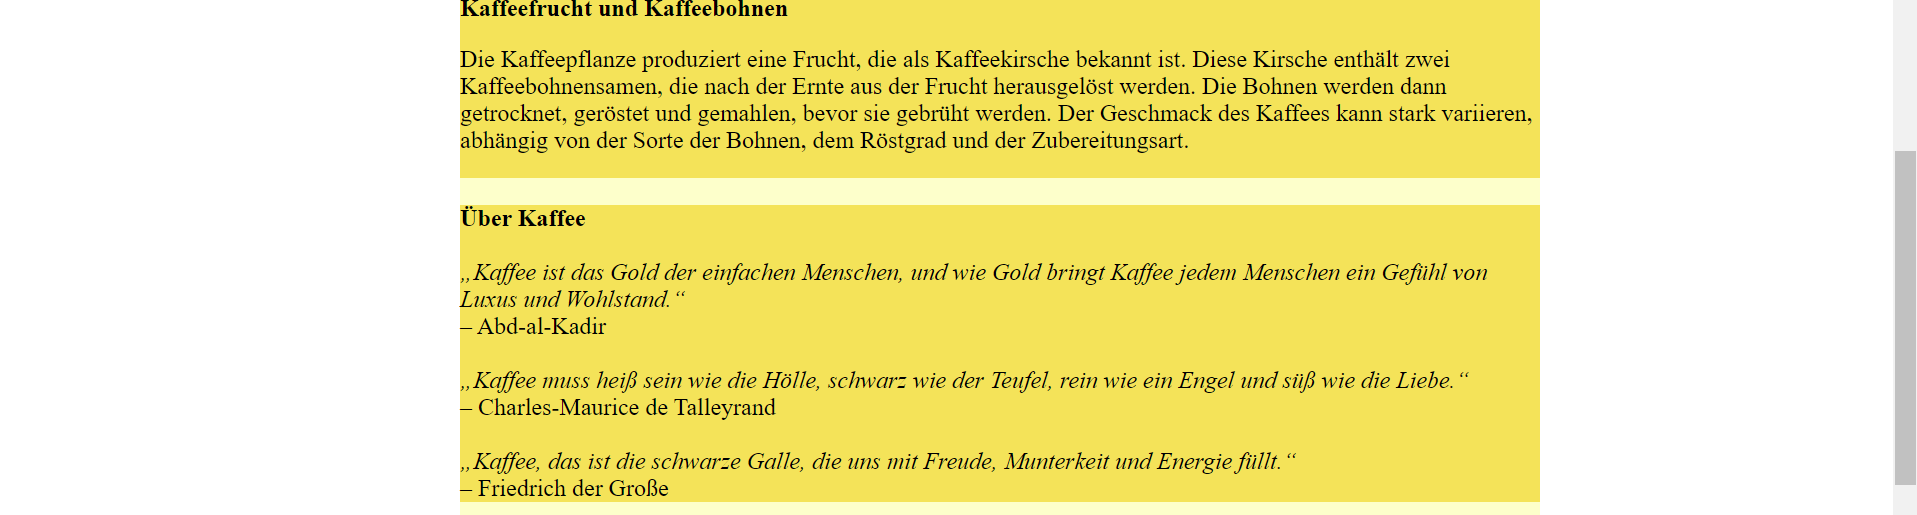 Kaffeefrucht und Kaffeebohnen
Die Kaffeepflanze produziert eine Frucht, die als Kaffeekirsche bekannt ist. Diese Kirsche enthält zwei
Kaffeebohnensamen, die nach der Ernte aus der Frucht herausgelöst werden. Die Bohnen werden dann
getrocknet, geröstet und gemahlen, bevor sie gebrüht werden. Der Geschmack des Kaffees kann stark variieren,
abhängig von der Sorte der Bohnen, dem Röstgrad und der Zubereitungsart.
Über Kaffee
„Kaffee ist das Gold der einfachen Menschen, und wie Gold bringt Kaffee jedem Menschen ein Gefühl von
Luxus und Wohlstand.“
– Abd-al-Kadir
„Kaffee muss heiß sein wie die Hölle, schwarz wie der Teufel, rein wie ein Engel und süß wie die Liebe.“
– Charles-Maurice de Talleyrand
„Kaffee, das ist die schwarze Galle, die uns mit Freude, Munterkeit und Energie füllt.“
– Friedrich der Große